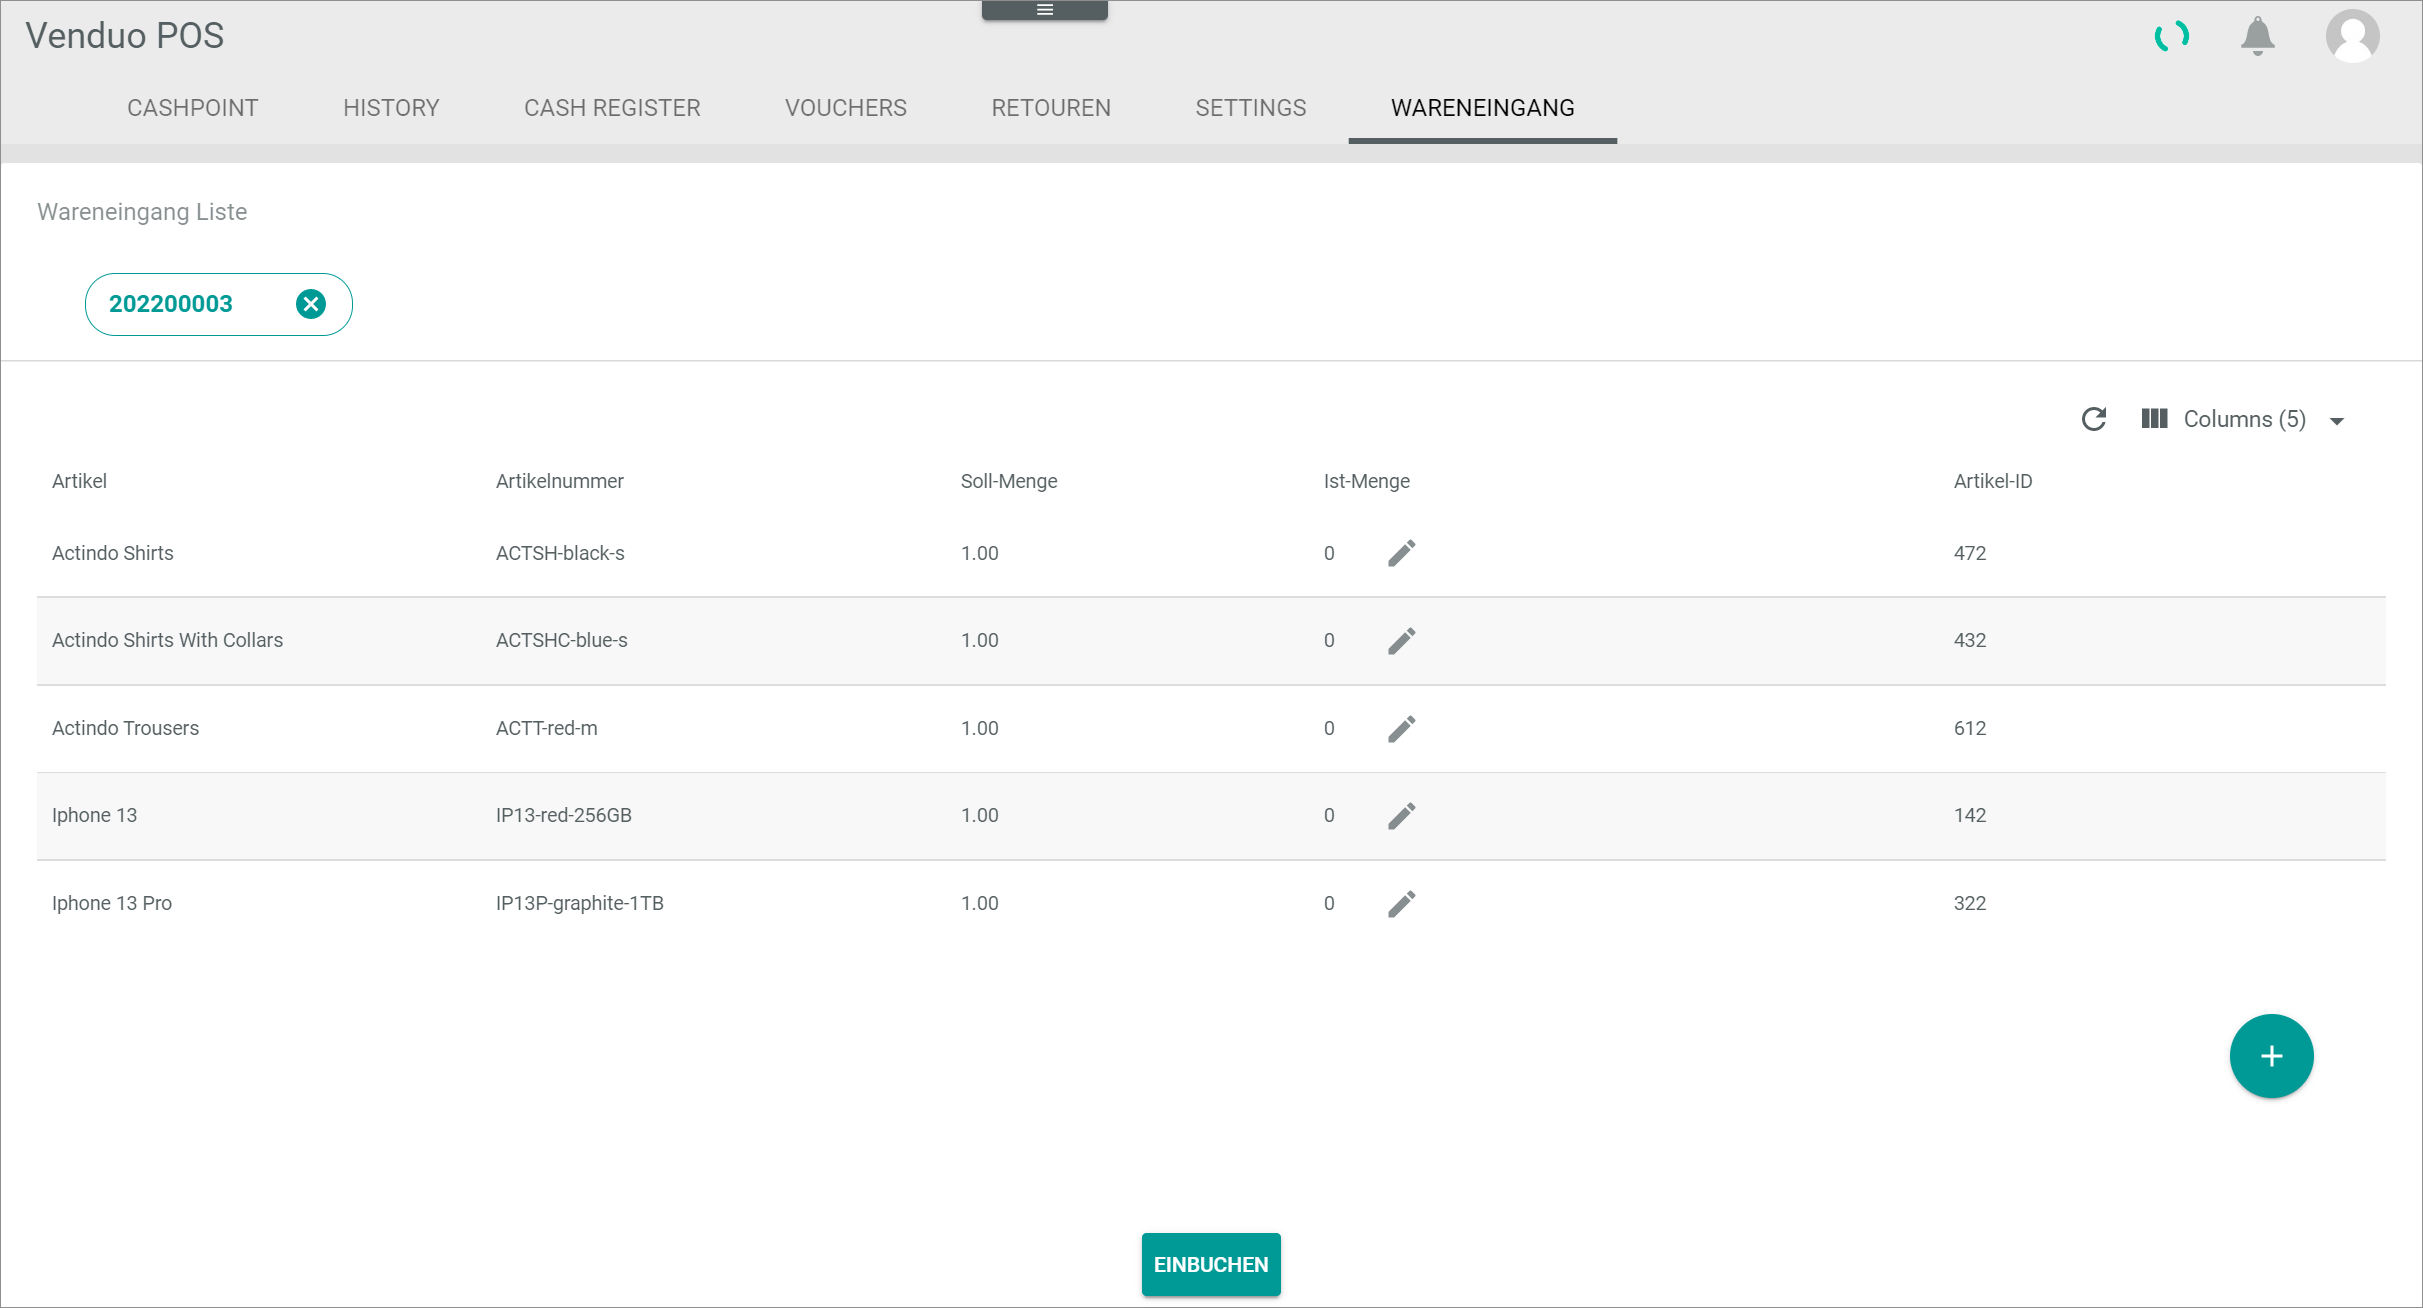 Venduo POS
CASHPOINT HISTORY CASH REGISTER VOUCHERS RETOUREN SETTINGS WARENEINGANG
Wareneingang Liste
202200003
Columns (5)
Artikel Artikelnummer Soll-Menge Ist-Menge Artikel-ID
Actindo Shirts ACTSH-black-s 1.00 0 472
Actindo Shirts With Collars ACTSHC-blue-s 1.00 0 432
Actindo Trousers ACTT-red-m 1.00 0 612
Iphone 13 IP13-red-256GB 1.00 0 142
Iphone 13 Pro IP13P-graphite-1TB 1.00 0 322
EINBUCHEN